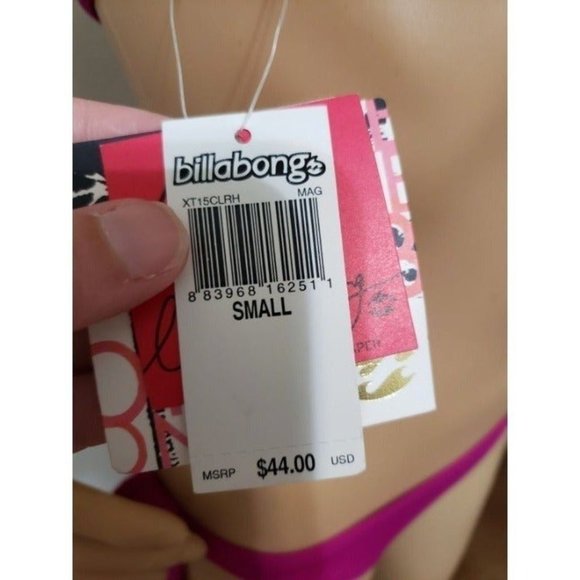 billabong
XT15CLRH MAG
8 83968 16251 1
SMALL
MSRP $44.00 USD